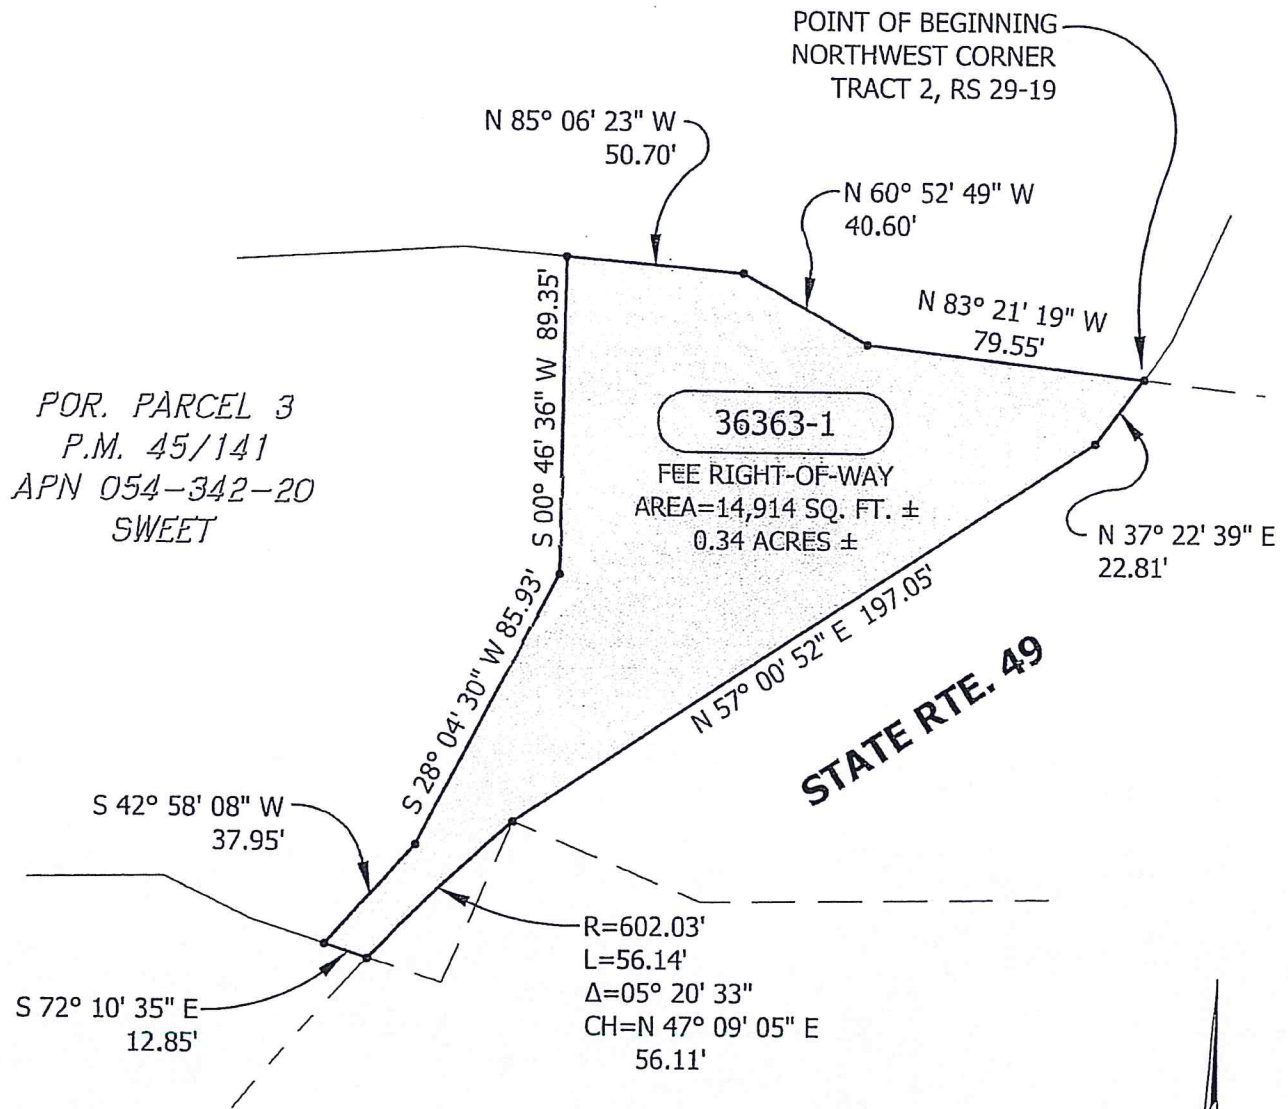 POINT OF BEGINNING
NORTHWEST CORNER
TRACT 2, RS 29-19
N 85° 06' 23" W
50.70'
N 60° 52' 49" W
40.60'
N 83° 21' 19" W
79.55'
S 00° 46' 36" W 89.35'
POR. PARCEL 3
P.M. 45/141
APN 054-342-20
SWEET
36363-1
FEE RIGHT-OF-WAY
AREA=14,914 SQ. FT. ±
0.34 ACRES ±
N 37° 22' 39" E
22.81'
N 57° 00' 52" E 197.05'
STATE RTE. 49
S 28° 04' 30" W 85.93'
S 42° 58' 08" W
37.95'
R=602.03'
L=56.14'
Δ=05° 20' 33"
CH=N 47° 09' 05" E
56.11'
S 72° 10' 35" E
12.85'